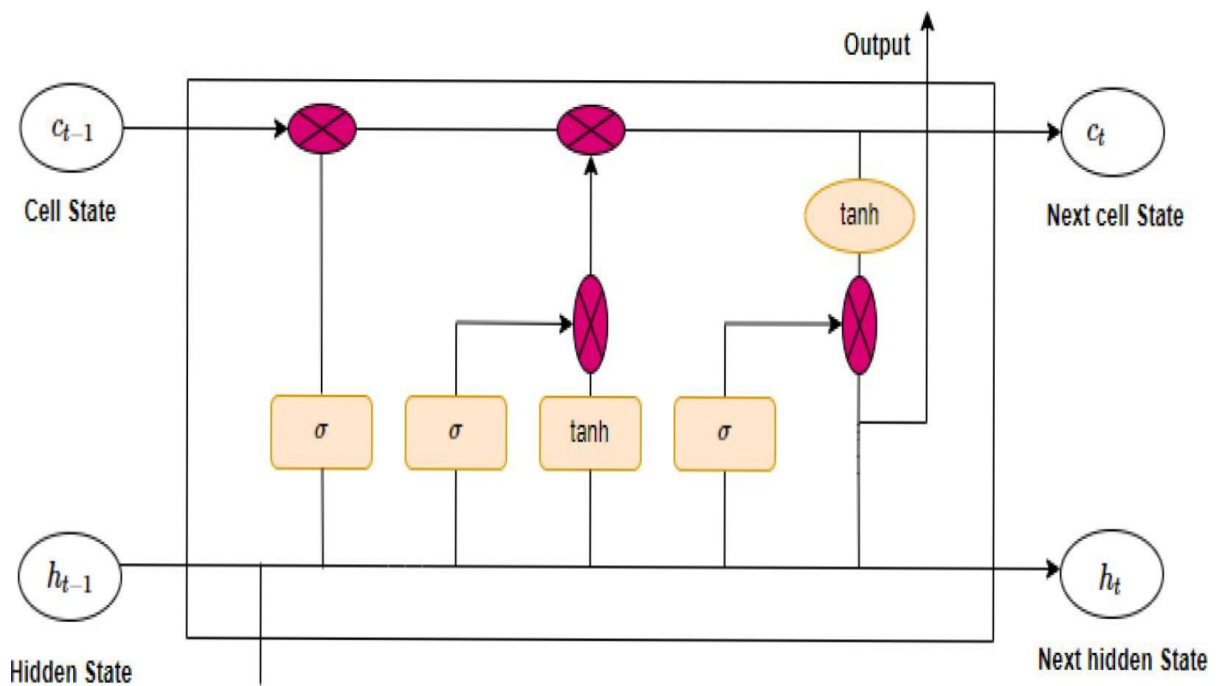 Output
c_{t-1}
c_t
Cell State
tanh
Next cell State
σ
σ
tanh
σ
h_{t-1}
h_t
Hidden State
Next hidden State